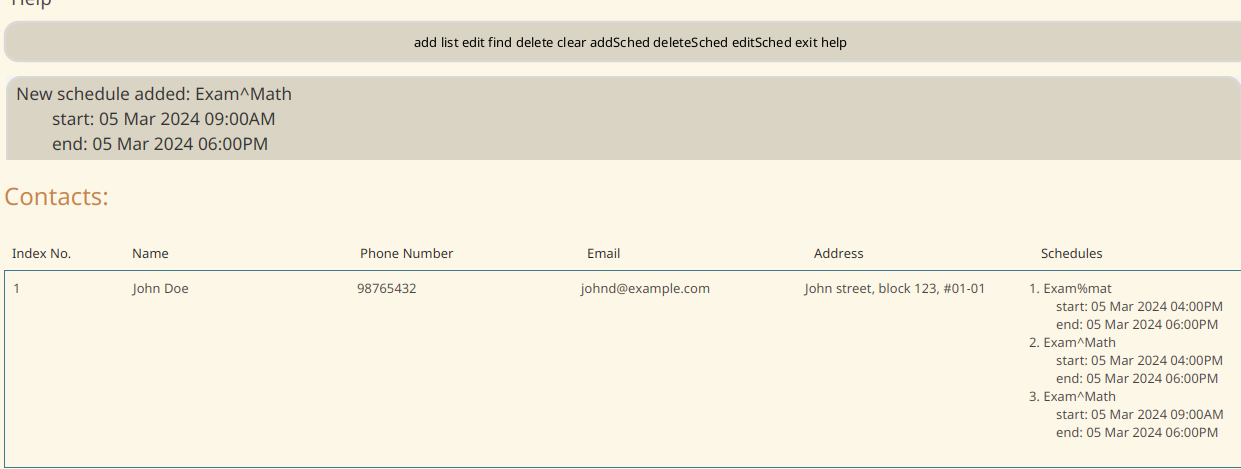 Help
add list edit find delete clear addSched deleteSched editSched exit help
New schedule added: Exam^Math
start: 05 Mar 2024 09:00AM
end: 05 Mar 2024 06:00PM
Contacts:
Index No. Name Phone Number Email Address Schedules
1 John Doe 98765432 johnd@example.com John street, block 123, #01-01 1. Exam%mat
start: 05 Mar 2024 04:00PM
end: 05 Mar 2024 06:00PM
2. Exam^Math
start: 05 Mar 2024 04:00PM
end: 05 Mar 2024 06:00PM
3. Exam^Math
start: 05 Mar 2024 09:00AM
end: 05 Mar 2024 06:00PM